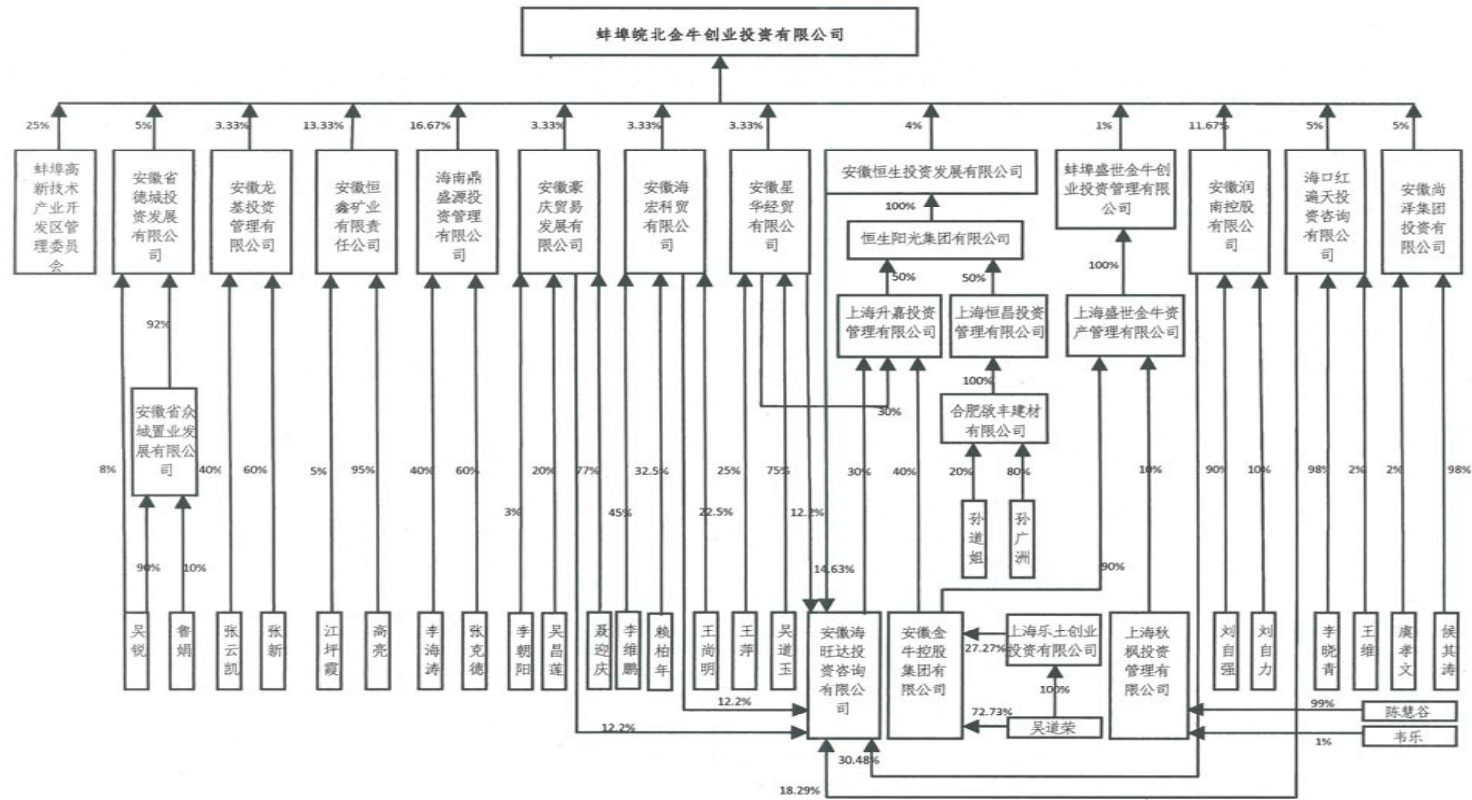 蚌埠皖北金牛创业投资有限公司
25%
5%
3.33%
13.33%
16.67%
3.33%
3.33%
3.33%
4%
1%
11.67%
5%
5%
蚌埠高
新技术
产业开
发区管
理委员
会
安徽省
德城投
资发展
有限公
司
安徽龙
基投资
管理有
限公司
安徽恒
鑫矿业
有限责
任公司
海南鼎
盛源投
资管理
有限公
司
安徽豪
庆贸易
发展有
限公司
安徽海
宏科贸
有限公
司
安徽星
华经贸
有限公
司
安徽恒生投资发展有限公司
100%
恒生阳光集团有限公司
50%
50%
上海升嘉投资
管理有限公司
上海恒昌投资
管理有限公司
100%
合肥欲丰建材
有限公司
蚌埠盛世金牛创
业投资管理有限
公司
100%
上海盛世金牛资
产管理有限公司
安徽润
南控股
有限公
司
海口红
遍天投
资咨询
有限公
司
安徽尚
泽集团
投资有
限公司
92%
安徽省众
城置业发
展有限公
司
30%
8%
40%
60%
5%
95%
40%
60%
20%
77%
32.5%
25%
75%
30%
40%
20%
80%
10%
90%
10%
98%
2%
2%
98%
3%
45%
22.5%
12.2%
90%
10%
14.63%
90%
孙
道
姐
孙
广
洲
吴
锐
鲁
娟
张
云
凯
张
新
江
坪
霞
高
亮
李
海
涛
张
克
德
李
朝
阳
吴
昌
莲
聂
迎
庆
李
维
鹏
赖
柏
年
王
尚
明
王
萍
吴
道
玉
安徽海
旺达投
资咨询
有限公
司
安徽金
牛控股
集团有
限公司
27.27%
上海乐土创业
投资有限公司
100%
72.73%
吴道荣
上海秋
枫投资
管理有
限公司
刘
自
强
刘
自
力
李
晓
青
王
维
虞
孝
文
侯
其
涛
99%
陈慧谷
1%
韦乐
12.2%
12.2%
30.48%
18.29%